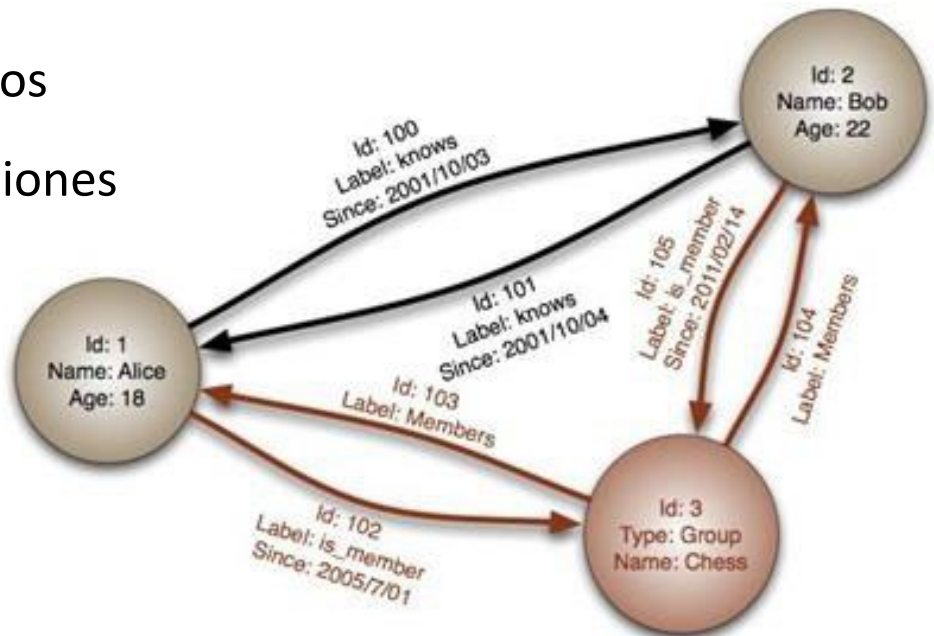 os
iones
Id: 2
Name: Bob
Age: 22
Id: 100
Label: knows
Since: 2001/10/03
Id: 101
Label: knows
Since: 2001/10/04
Id: 105
Label: is_member
Since: 2011/02/14
Id: 104
Label: Members
Id: 1
Name: Alice
Age: 18
Id: 103
Label: Members
Id: 102
Label: is_member
Since: 2005/7/01
Id: 3
Type: Group
Name: Chess